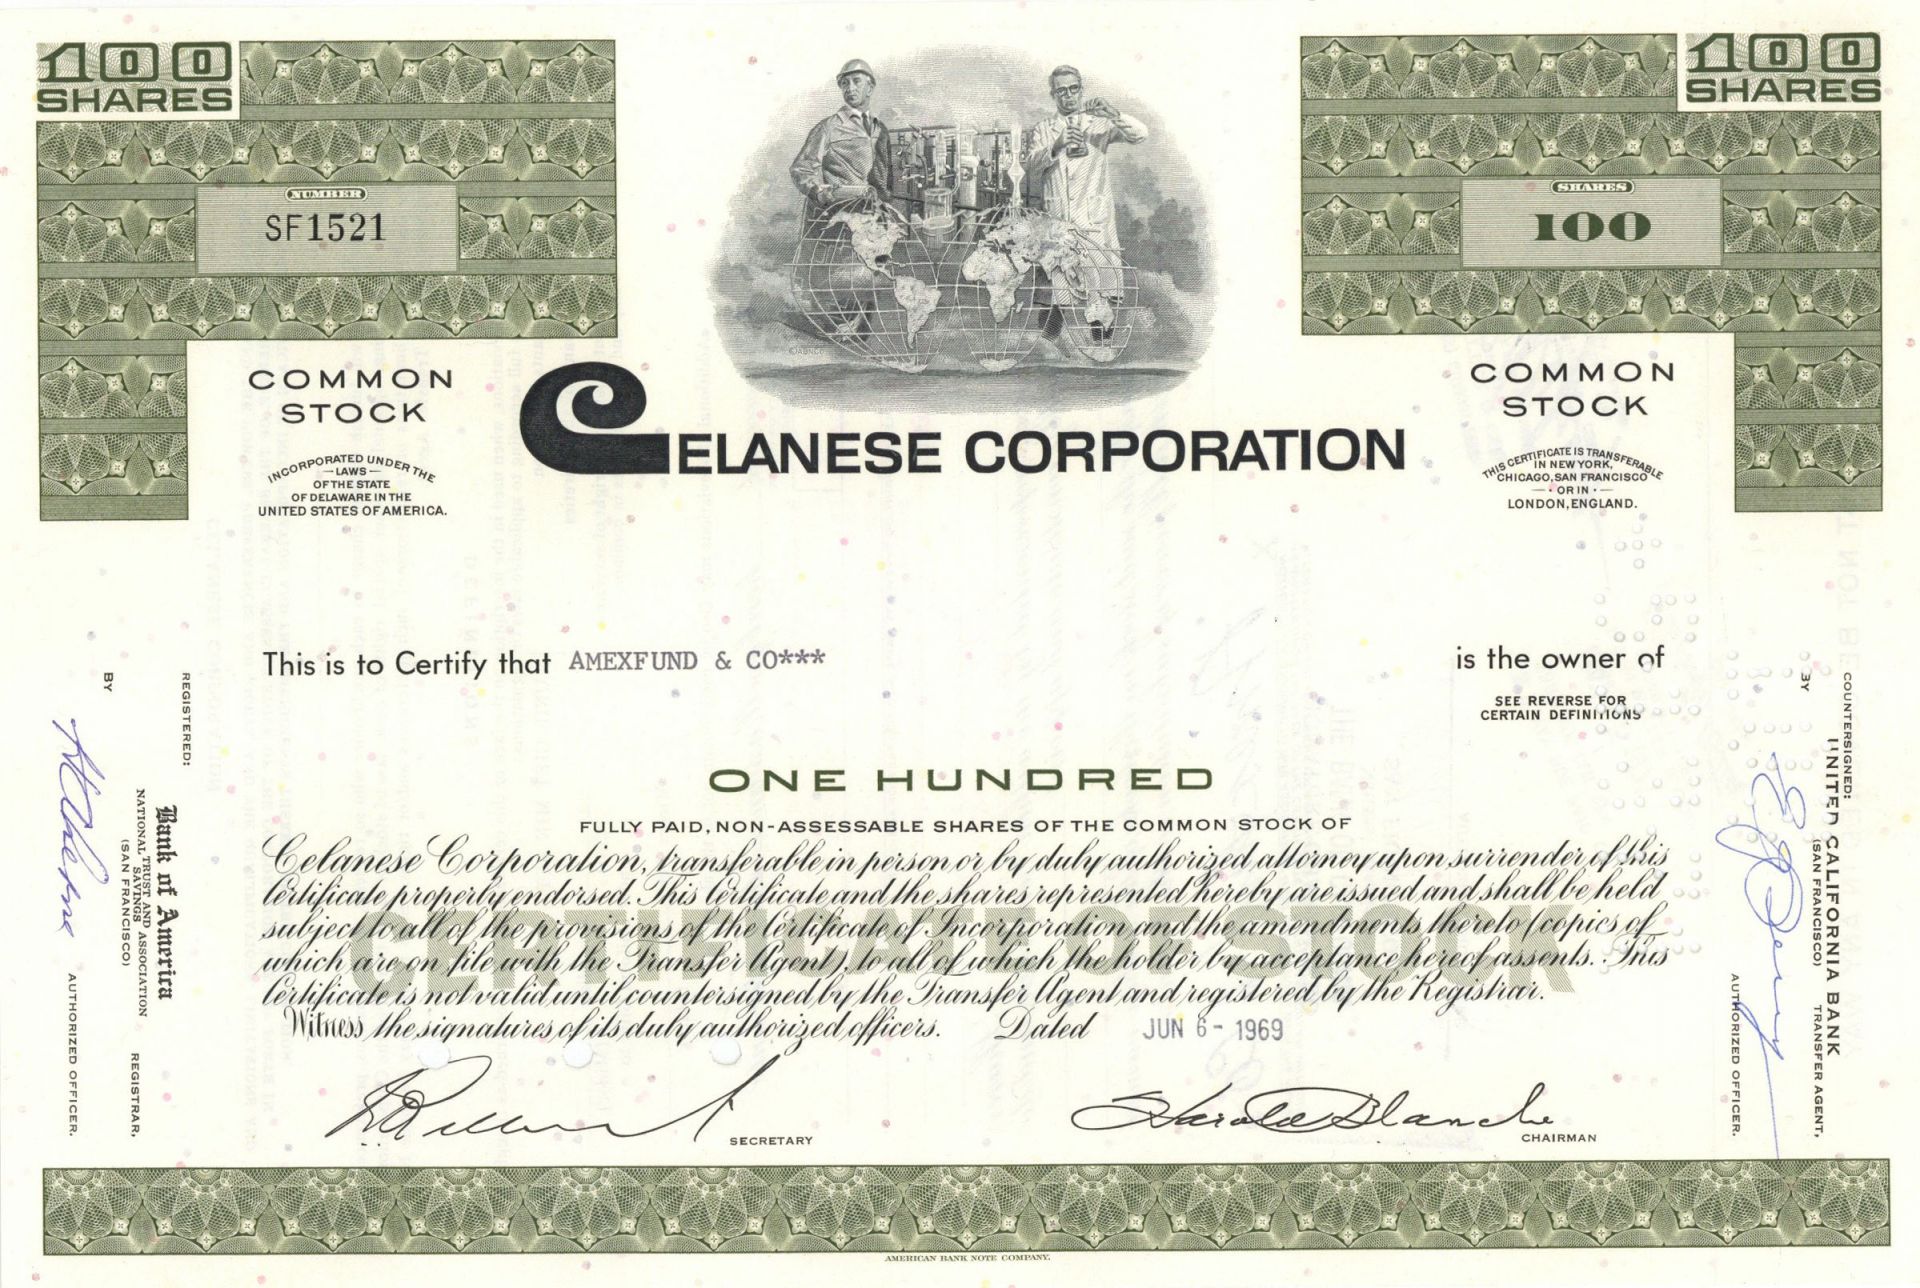 100
SHARES
100
SHARES
NUMBER
SF1521
SHARES
100
©ABNCO
COMMON
STOCK
INCORPORATED UNDER THE
LAWS
OF THE STATE
OF DELAWARE IN THE
UNITED STATES OF AMERICA.
CELANESE CORPORATION
COMMON
STOCK
THIS CERTIFICATE IS TRANSFERABLE
IN NEW YORK,
CHICAGO, SAN FRANCISCO
OR IN
LONDON, ENGLAND.
This is to Certify that AMEXFUND & CO***
is the owner of
SEE REVERSE FOR
CERTAIN DEFINITIONS
ONE HUNDRED
FULLY PAID, NON-ASSESSABLE SHARES OF THE COMMON STOCK OF
Celanese Corporation, transferable in person or by duly authorized attorney upon surrender of this
Certificate properly endorsed. This Certificate and the shares represented hereby are issued and shall be held
subject to all of the provisions of the Certificate of Incorporation and the amendments thereto (copies of
which are on file with the Transfer Agent), to all of which the holder by acceptance hereof assents. This
Certificate is not valid until countersigned by the Transfer Agent and registered by the Registrar.
Witness the signatures of its duly authorized officers. Dated JUN 6 - 1969
CERTIFICATE OF STOCK
SECRETARY
Harold Blancke
CHAIRMAN
REGISTERED:
Bank of America
NATIONAL TRUST AND SAVINGS ASSOCIATION
(SAN FRANCISCO)
REGISTRAR,
BY
AUTHORIZED OFFICER.
COUNTERSIGNED:
UNITED CALIFORNIA BANK
(SAN FRANCISCO)
TRANSFER AGENT,
BY
AUTHORIZED OFFICER.
AMERICAN BANK NOTE COMPANY.